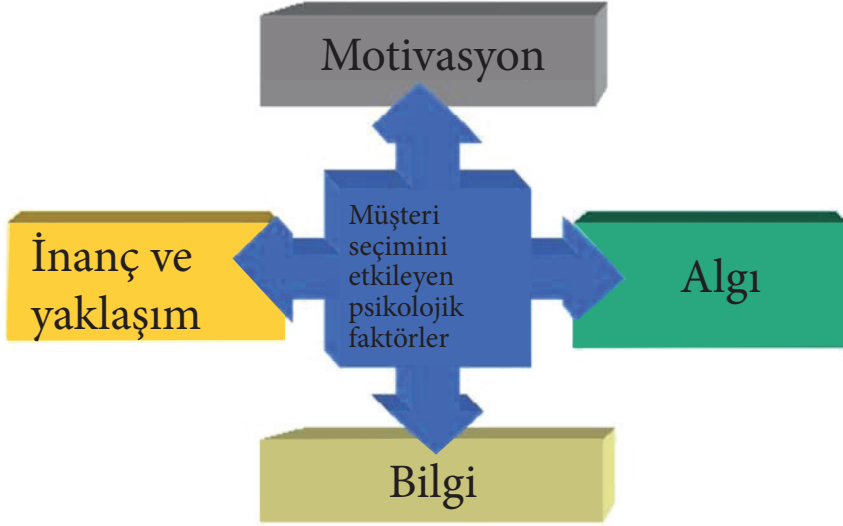 Motivasyon
İnanç ve
yaklaşım
Müşteri
seçimini
etkileyen
psikolojik
faktörler
Algı
Bilgi